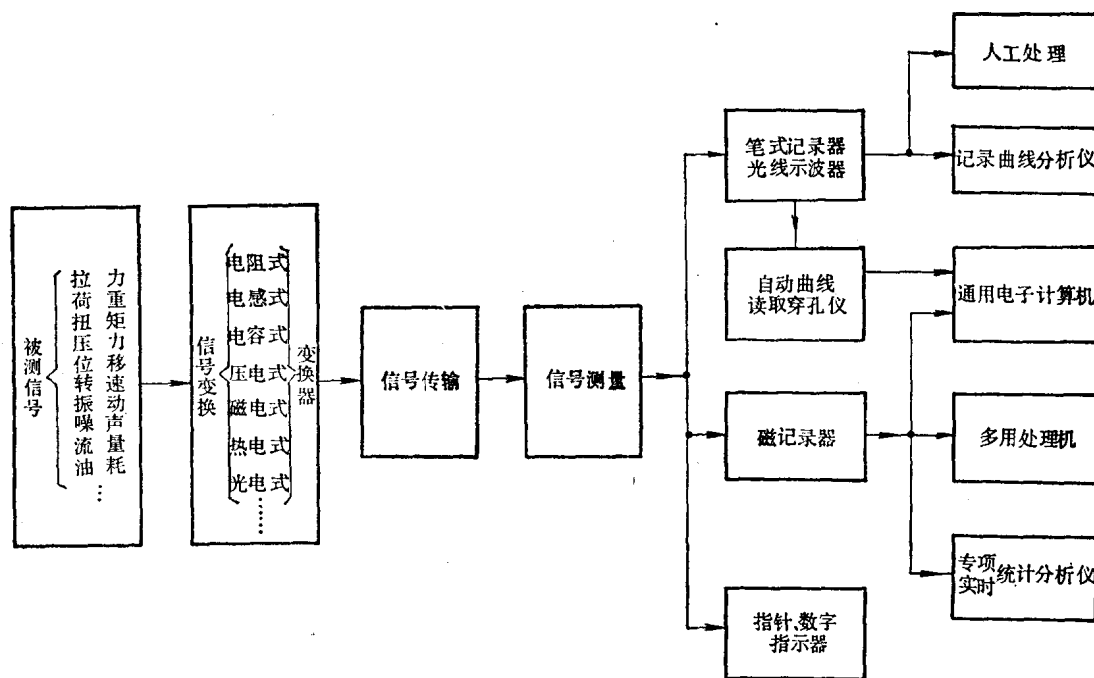 被测信号
拉力
荷重
扭矩
压力
位移
转速
振动
噪声
流量
油耗
…
信号变换
电阻式
电感式
电容式
压电式
磁电式
热电式
光电式
……
变换器
信号传输
信号测量
笔式记录器
光线示波器
自动曲线
读取穿孔仪
磁记录器
指针、数字
指示器
人工处理
记录曲线分析仪
通用电子计算机
多用处理机
专项
实时
统计分析仪